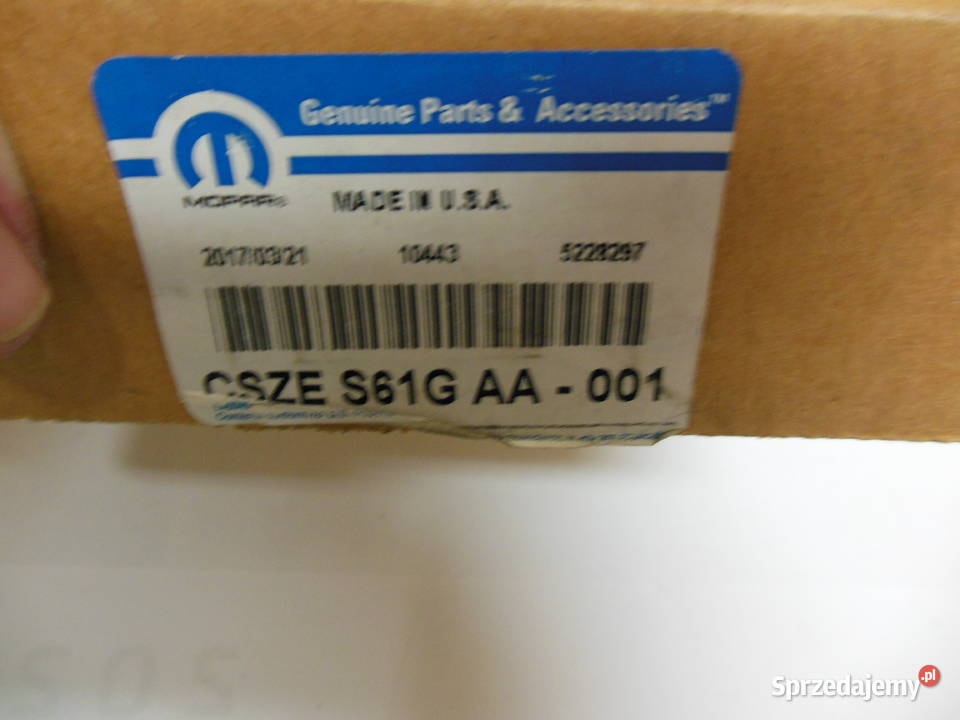 Genuine Parts & Accessories™
MOPAR®
MADE IN U.S.A.
2017/03/21 10443 5228297
CSZE S61G AA - 001
Sprzedajemy.pl